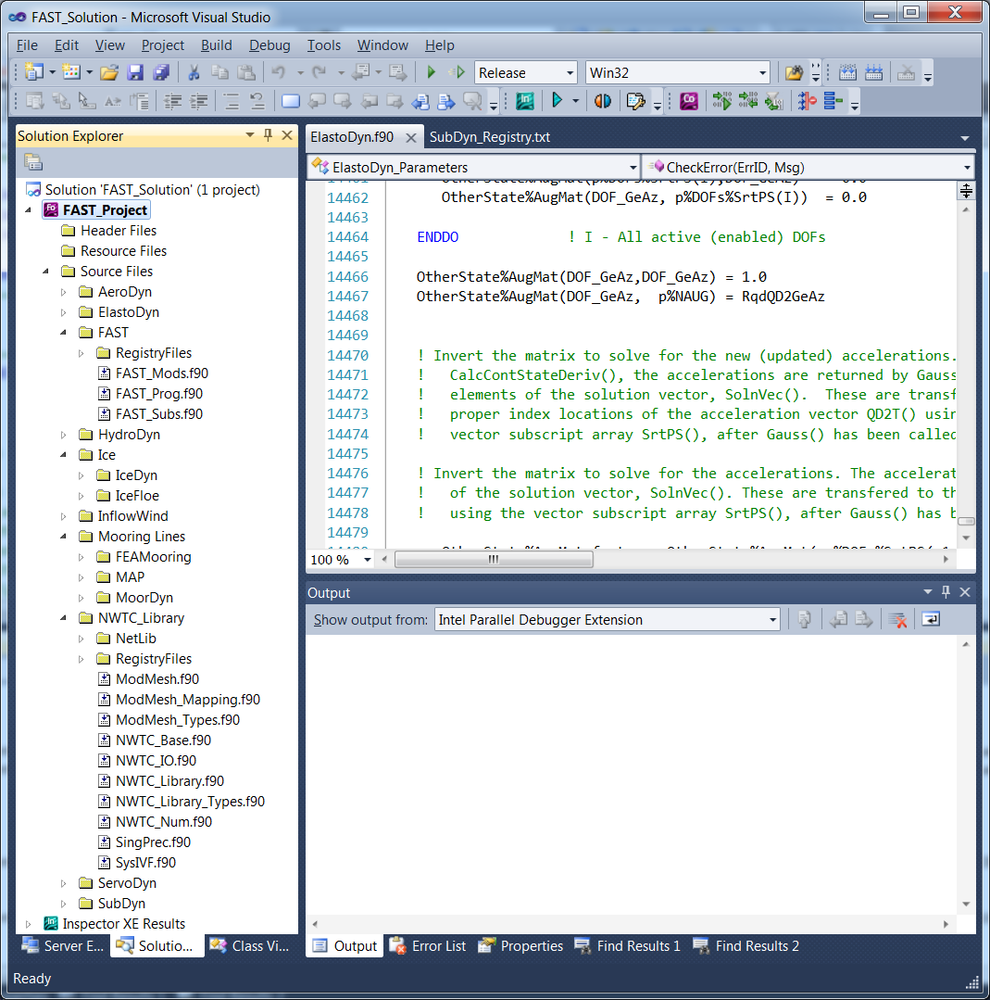 FAST_Solution - Microsoft Visual Studio
File Edit View Project Build Debug Tools Window Help
Release Win32
Solution Explorer
Solution 'FAST_Solution' (1 project)
FAST_Project
Header Files
Resource Files
Source Files
AeroDyn
ElastoDyn
FAST
RegistryFiles
FAST_Mods.f90
FAST_Prog.f90
FAST_Subs.f90
HydroDyn
Ice
IceDyn
IceFloe
InflowWind
Mooring Lines
FEAMooring
MAP
MoorDyn
NWTC_Library
NetLib
RegistryFiles
ModMesh.f90
ModMesh_Mapping.f90
ModMesh_Types.f90
NWTC_Base.f90
NWTC_IO.f90
NWTC_Library.f90
NWTC_Library_Types.f90
NWTC_Num.f90
SingPrec.f90
SysIVF.f90
ServoDyn
SubDyn
Inspector XE Results
Server E... Solutio... Class Vi...
ElastoDyn.f90 SubDyn_Registry.txt
ElastoDyn_Parameters CheckError(ErrID, Msg)
14462 OtherState%AugMat(DOF_GeAz, p%DOFs%SrtPS(I)) = 0.0
14463
14464 ENDDO ! I - All active (enabled) DOFs
14465
14466 OtherState%AugMat(DOF_GeAz,DOF_GeAz) = 1.0
14467 OtherState%AugMat(DOF_GeAz, p%NAUG) = RqdQD2GeAz
14468
14469
14470 ! Invert the matrix to solve for the new (updated) accelerations.
14471 ! CalcContStateDeriv(), the accelerations are returned by Gauss
14472 ! elements of the solution vector, SolnVec(). These are transf
14473 ! proper index locations of the acceleration vector QD2T() usin
14474 ! vector subscript array SrtPS(), after Gauss() has been called
14475
14476 ! Invert the matrix to solve for the accelerations. The accelerat
14477 ! of the solution vector, SolnVec(). These are transfered to th
14478 ! using the vector subscript array SrtPS(), after Gauss() has b
14479
100 %
Output
Show output from: Intel Parallel Debugger Extension
Output Error List Properties Find Results 1 Find Results 2
Ready